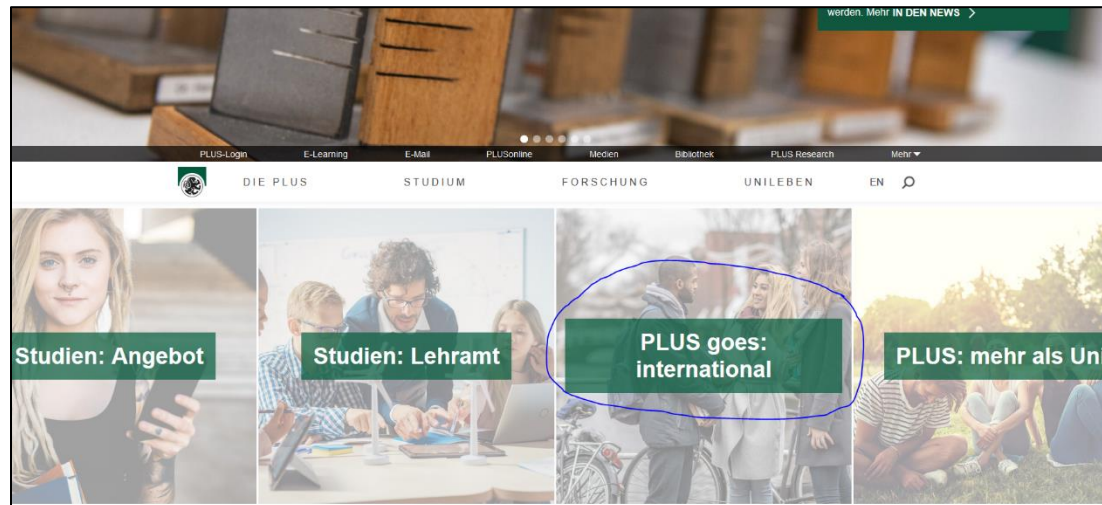 werden. Mehr IN DEN NEWS >
PLUS-Login E-Learning E-Mail PLUSonline Medien Bibliothek PLUS Research Mehr
DIE PLUS STUDIUM FORSCHUNG UNILEBEN EN
Studien: Angebot
Studien: Lehramt
PLUS goes:
international
PLUS: mehr als Uni